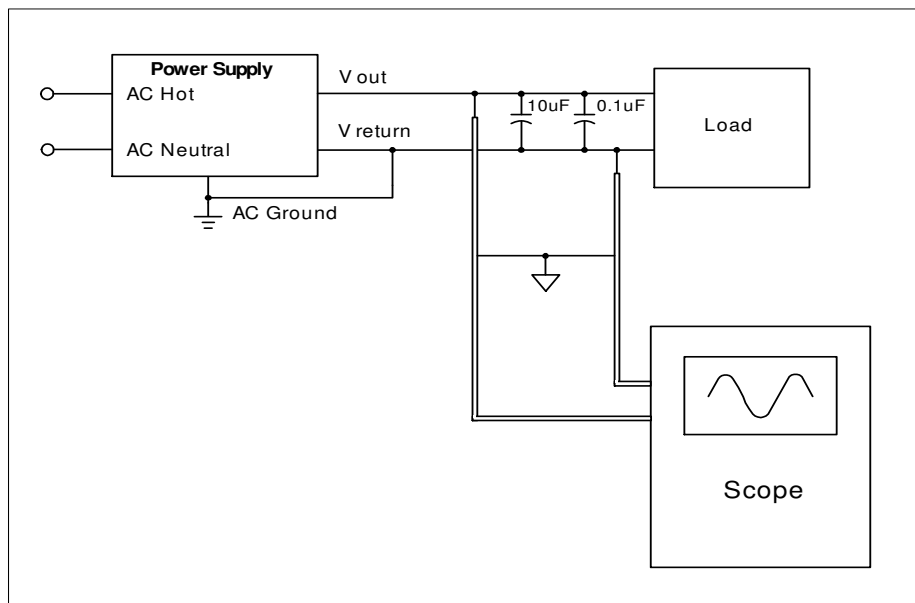 Power Supply
V out
AC Hot
10uF
0.1uF
Load
V return
AC Neutral
AC Ground
Scope